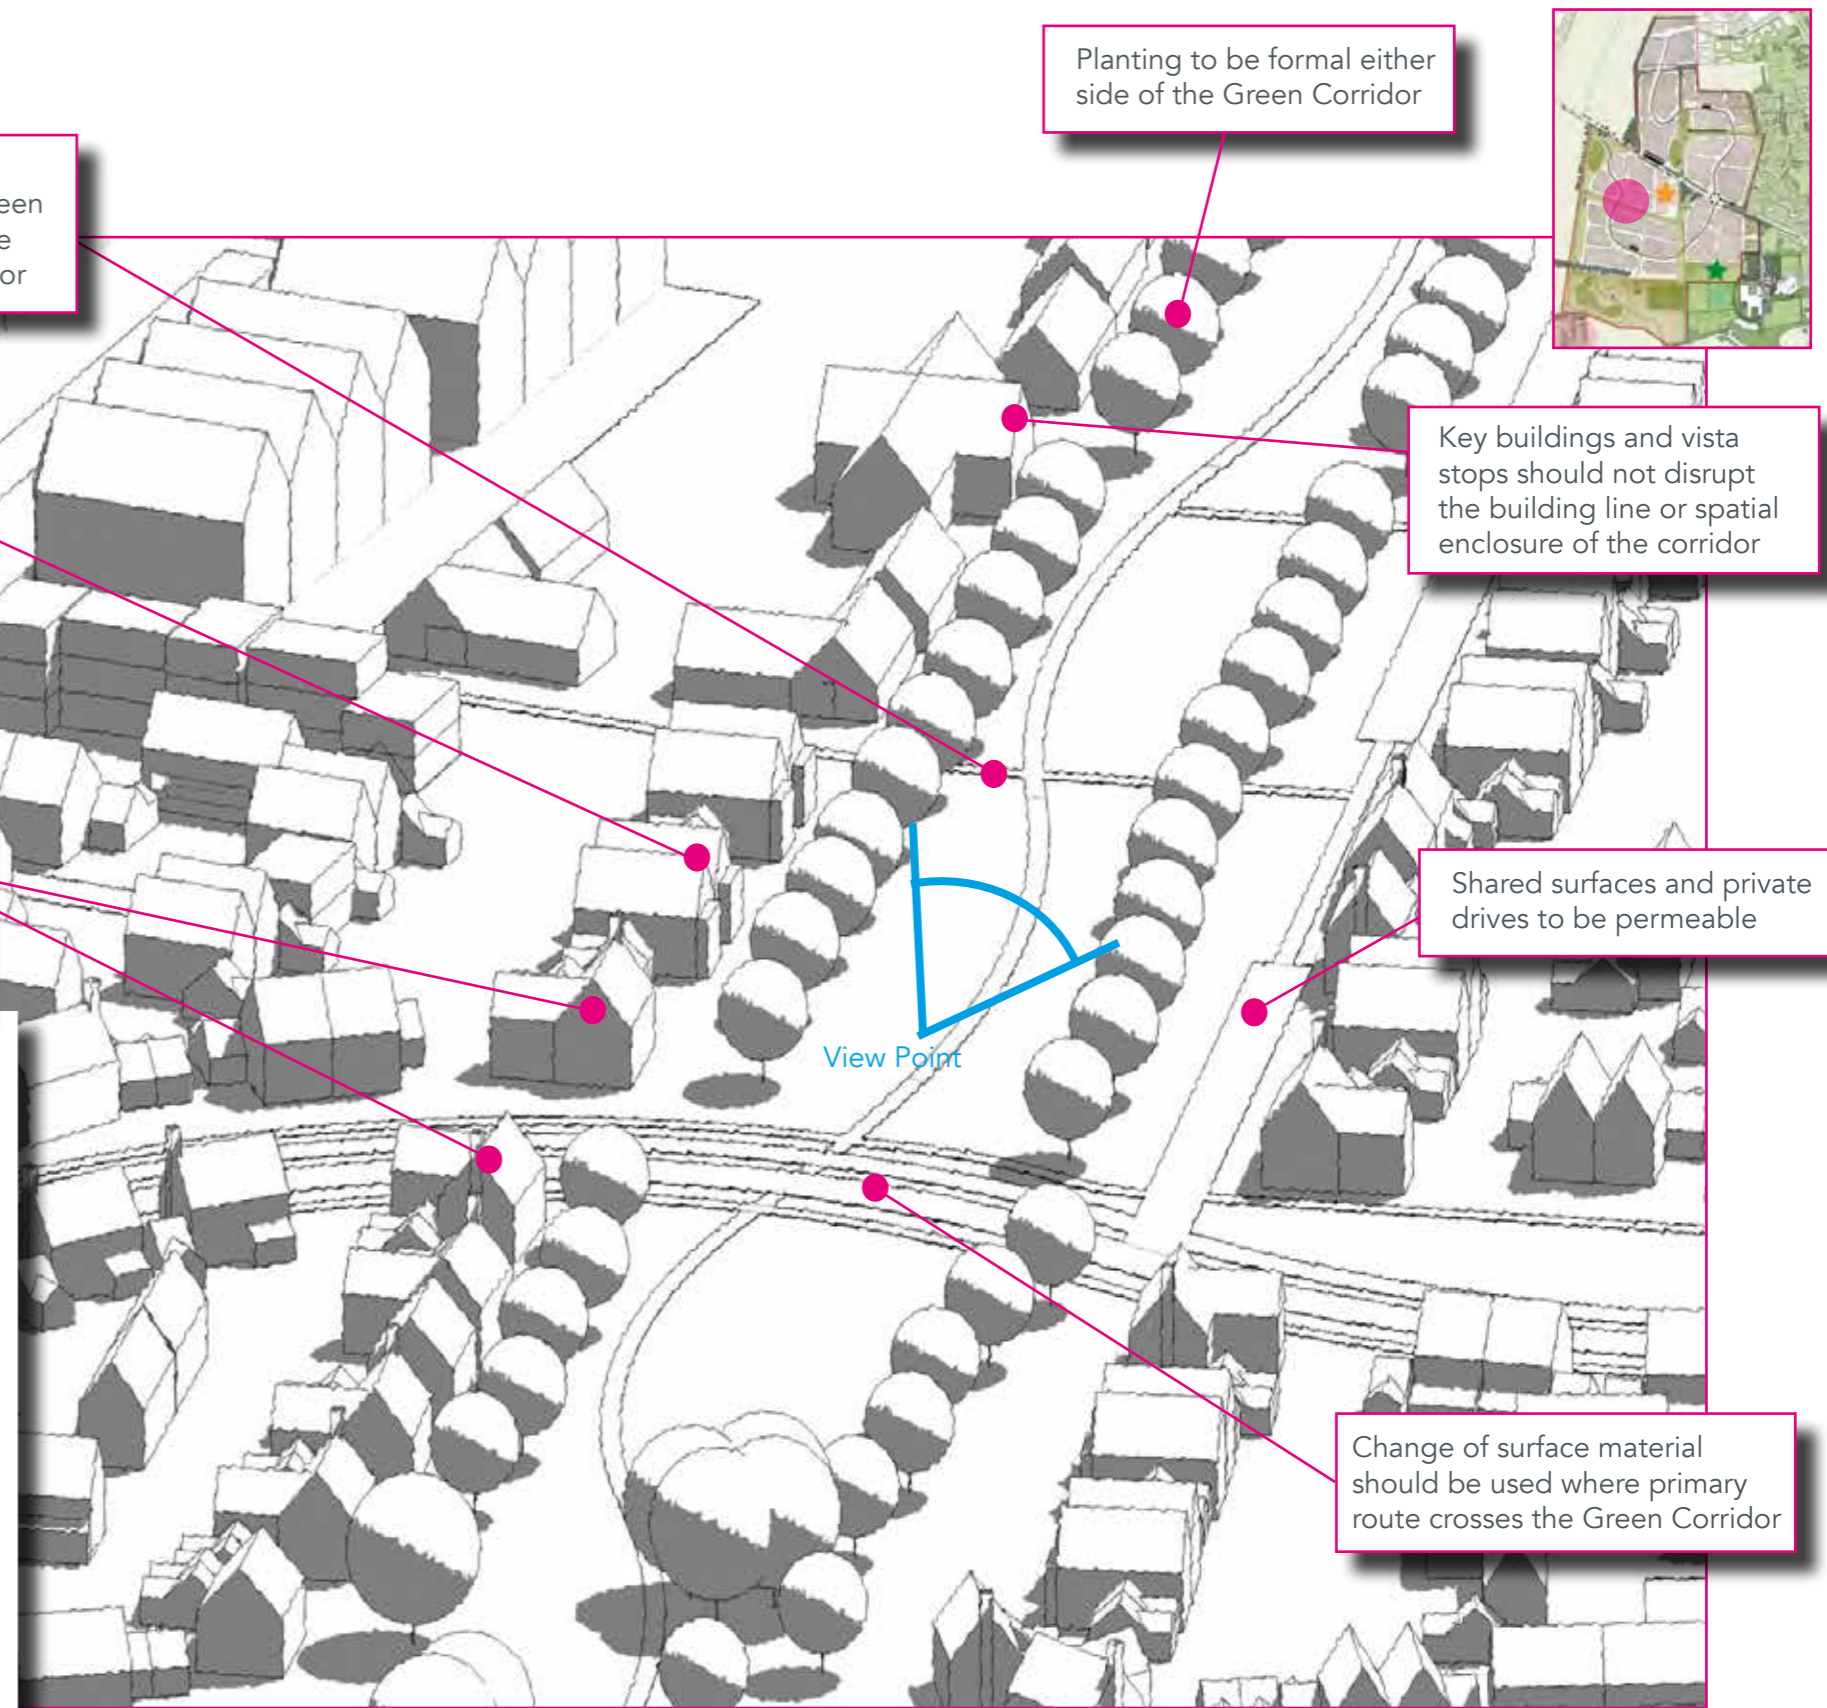 Planting to be formal either
side of the Green Corridor
Key buildings and vista
stops should not disrupt
the building line or spatial
enclosure of the corridor
Shared surfaces and private
drives to be permeable
View Point
Change of surface material
should be used where primary
route crosses the Green Corridor